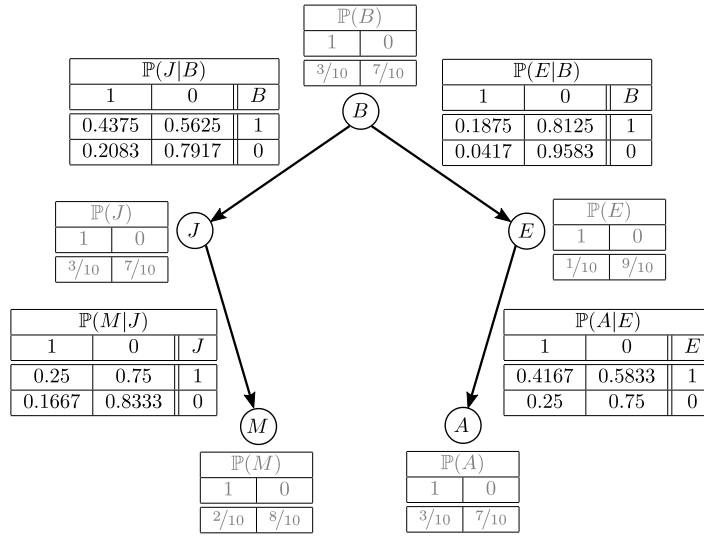 ℙ(B)
1 0
3/10 7/10
B
ℙ(J|B)
1 0 B
0.4375 0.5625 1
0.2083 0.7917 0
ℙ(E|B)
1 0 B
0.1875 0.8125 1
0.0417 0.9583 0
ℙ(J)
1 0
3/10 7/10
J
E
ℙ(E)
1 0
1/10 9/10
ℙ(M|J)
1 0 J
0.25 0.75 1
0.1667 0.8333 0
ℙ(A|E)
1 0 E
0.4167 0.5833 1
0.25 0.75 0
M
A
ℙ(M)
1 0
2/10 8/10
ℙ(A)
1 0
3/10 7/10